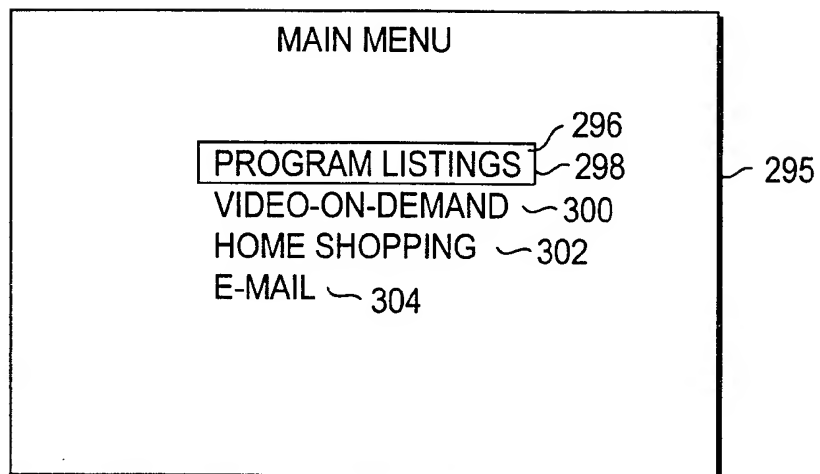 MAIN MENU
296
PROGRAM LISTINGS 298
295
VIDEO-ON-DEMAND 300
HOME SHOPPING 302
E-MAIL 304